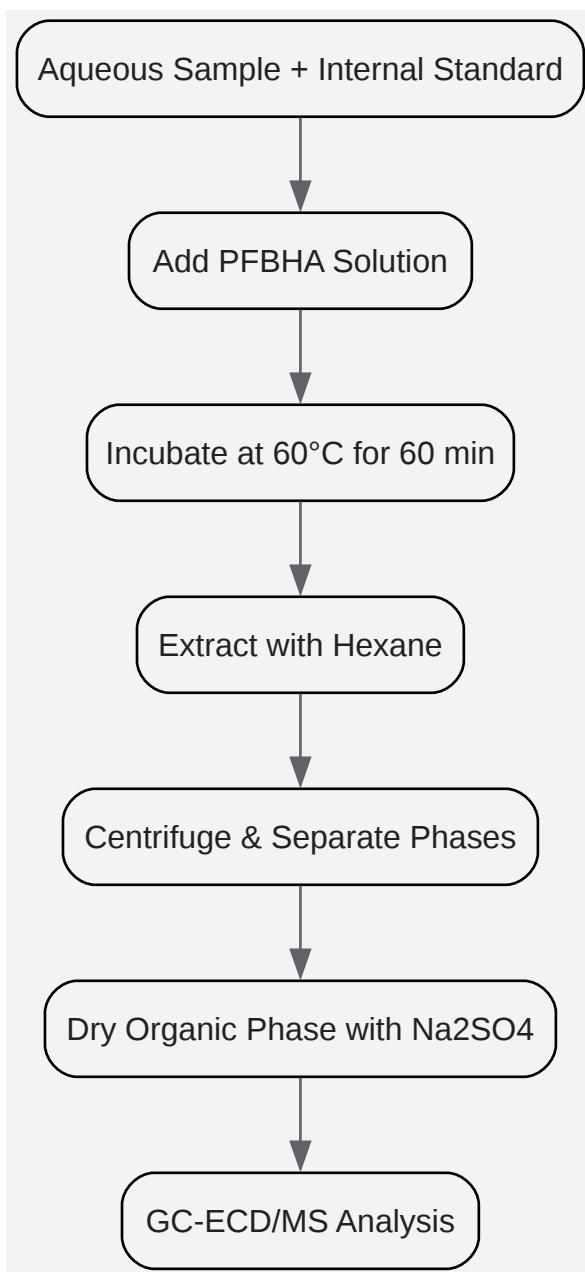 Aqueous Sample + Internal Standard
Add PFBHA Solution
Incubate at 60°C for 60 min
Extract with Hexane
Centrifuge & Separate Phases
Dry Organic Phase with Na2SO4
GC-ECD/MS Analysis